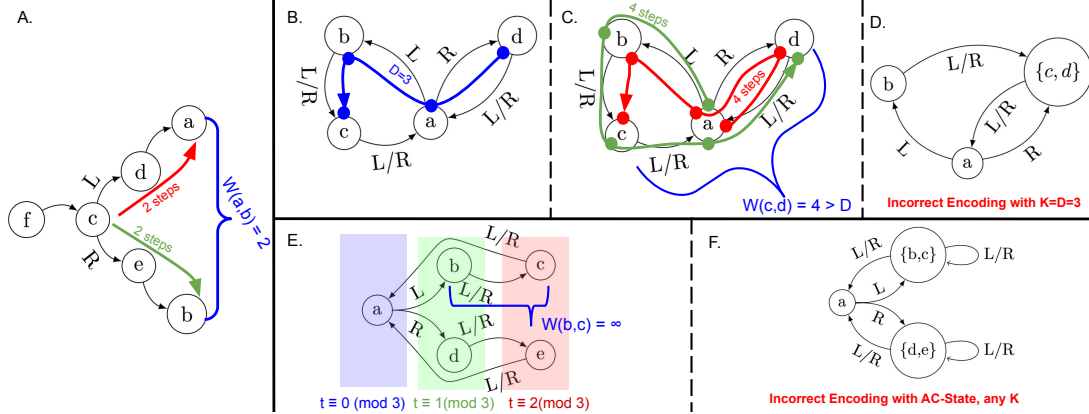 A.
f
c
d
a
e
b
L
R
2 steps
2 steps
W(a,b) = 2
B.
b
d
c
a
L/R
L
R
D=3
L/R
L/R
C.
b
d
c
a
L/R
L
R
4 steps
4 steps
L/R
L/R
W(c,d) = 4 > D
D.
b
{c, d}
a
L/R
L/R
L
R
Incorrect Encoding with K=D=3
E.
a
b
c
d
e
L/R
L
L/R
R
L/R
L/R
W(b,c) = ∞
t ≡ 0 (mod 3)
t ≡ 1(mod 3)
t ≡ 2(mod 3)
F.
{b,c}
L/R
L/R
a
L
R
{d,e}
L/R
L/R
Incorrect Encoding with AC-State, any K